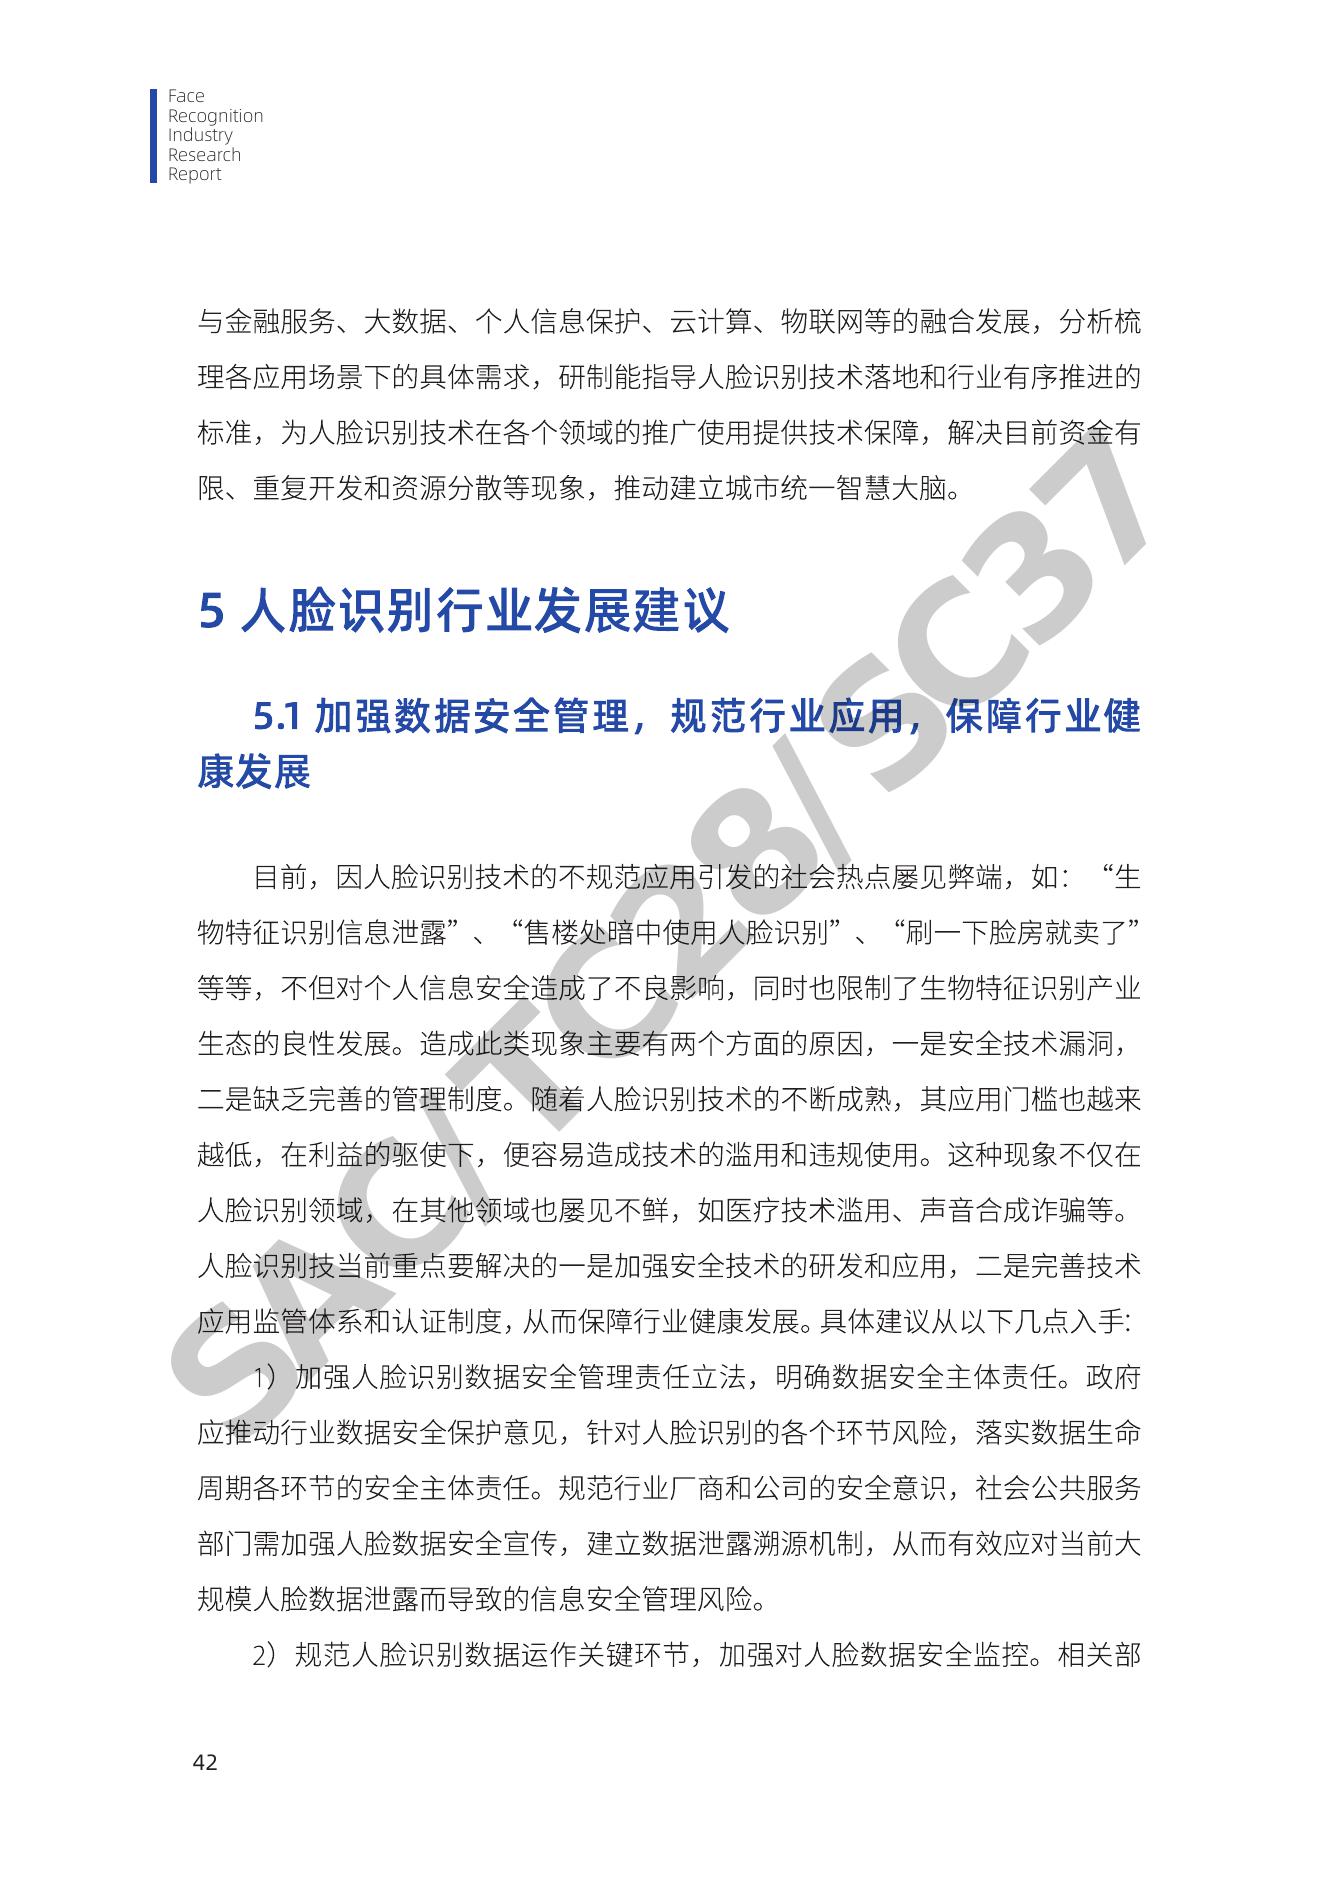 Face
Recognition
Industry
Research
Report
与金融服务、大数据、个人信息保护、云计算、物联网等的融合发展，分析梳
理各应用场景下的具体需求，研制能指导人脸识别技术落地和行业有序推进的
标准，为人脸识别技术在各个领域的推广使用提供技术保障，解决目前资金有
限、重复开发和资源分散等现象，推动建立城市统一智慧大脑。
5 人脸识别行业发展建议
5.1 加强数据安全管理，规范行业应用，保障行业健
康发展
目前，因人脸识别技术的不规范应用引发的社会热点屡见弊端，如：“生
物特征识别信息泄露”、“售楼处暗中使用人脸识别”、“刷一下脸房就卖了”
等等，不但对个人信息安全造成了不良影响，同时也限制了生物特征识别产业
生态的良性发展。造成此类现象主要有两个方面的原因，一是安全技术漏洞，
二是缺乏完善的管理制度。随着人脸识别技术的不断成熟，其应用门槛也越来
越低，在利益的驱使下，便容易造成技术的滥用和违规使用。这种现象不仅在
人脸识别领域，在其他领域也屡见不鲜，如医疗技术滥用、声音合成诈骗等。
人脸识别技当前重点要解决的一是加强安全技术的研发和应用，二是完善技术
应用监管体系和认证制度，从而保障行业健康发展。具体建议从以下几点入手：
1）加强人脸识别数据安全管理责任立法，明确数据安全主体责任。政府
应推动行业数据安全保护意见，针对人脸识别的各个环节风险，落实数据生命
周期各环节的安全主体责任。规范行业厂商和公司的安全意识，社会公共服务
部门需加强人脸数据安全宣传，建立数据泄露溯源机制，从而有效应对当前大
规模人脸数据泄露而导致的信息安全管理风险。
2）规范人脸识别数据运作关键环节，加强对人脸数据安全监控。相关部
42
SAC/TC28/SC37